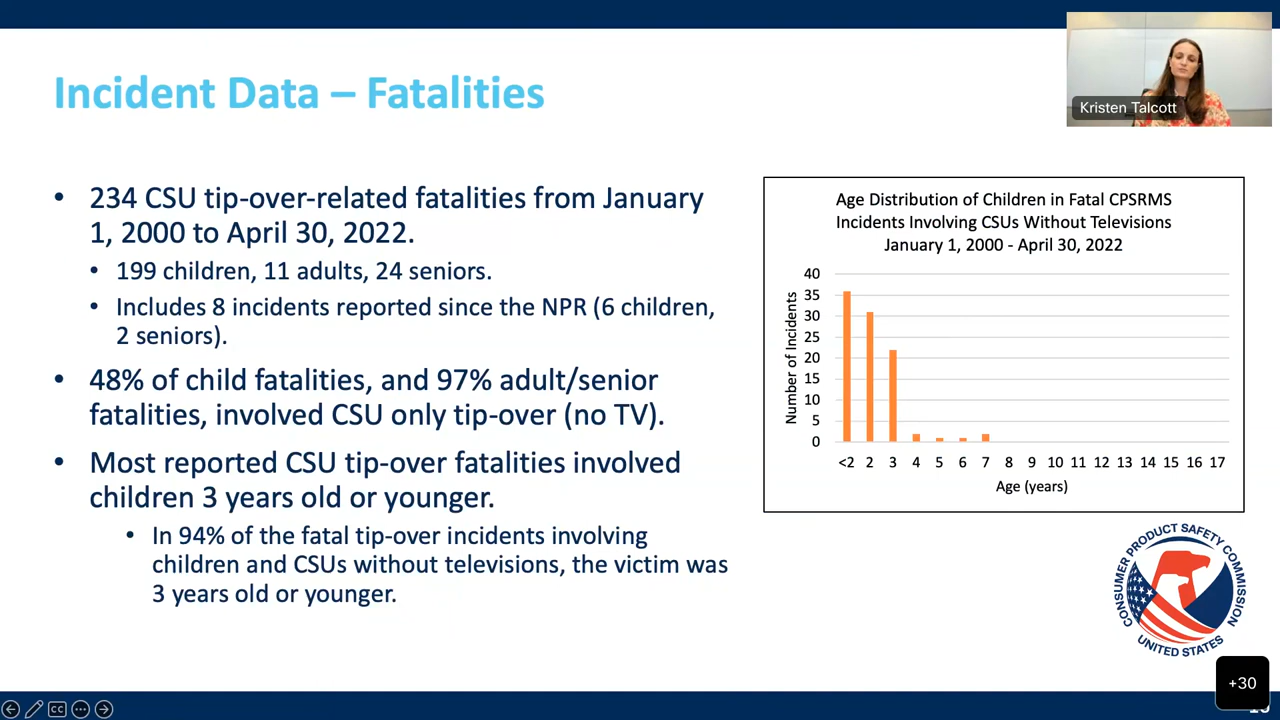 Incident Data – Fatalities
Kristen Talcott
• 234 CSU tip-over-related fatalities from January
1, 2000 to April 30, 2022.
• 199 children, 11 adults, 24 seniors.
• Includes 8 incidents reported since the NPR (6 children,
2 seniors).
• 48% of child fatalities, and 97% adult/senior
fatalities, involved CSU only tip-over (no TV).
• Most reported CSU tip-over fatalities involved
children 3 years old or younger.
• In 94% of the fatal tip-over incidents involving
children and CSUs without televisions, the victim was
3 years old or younger.
Age Distribution of Children in Fatal CPSRMS
Incidents Involving CSUs Without Televisions
January 1, 2000 - April 30, 2022
Number of Incidents
40
35
30
25
20
15
10
5
0
<2 2 3 4 5 6 7 8 9 10 11 12 13 14 15 16 17
Age (years)
CONSUMER PRODUCT SAFETY COMMISSION
UNITED STATES
+30
CC